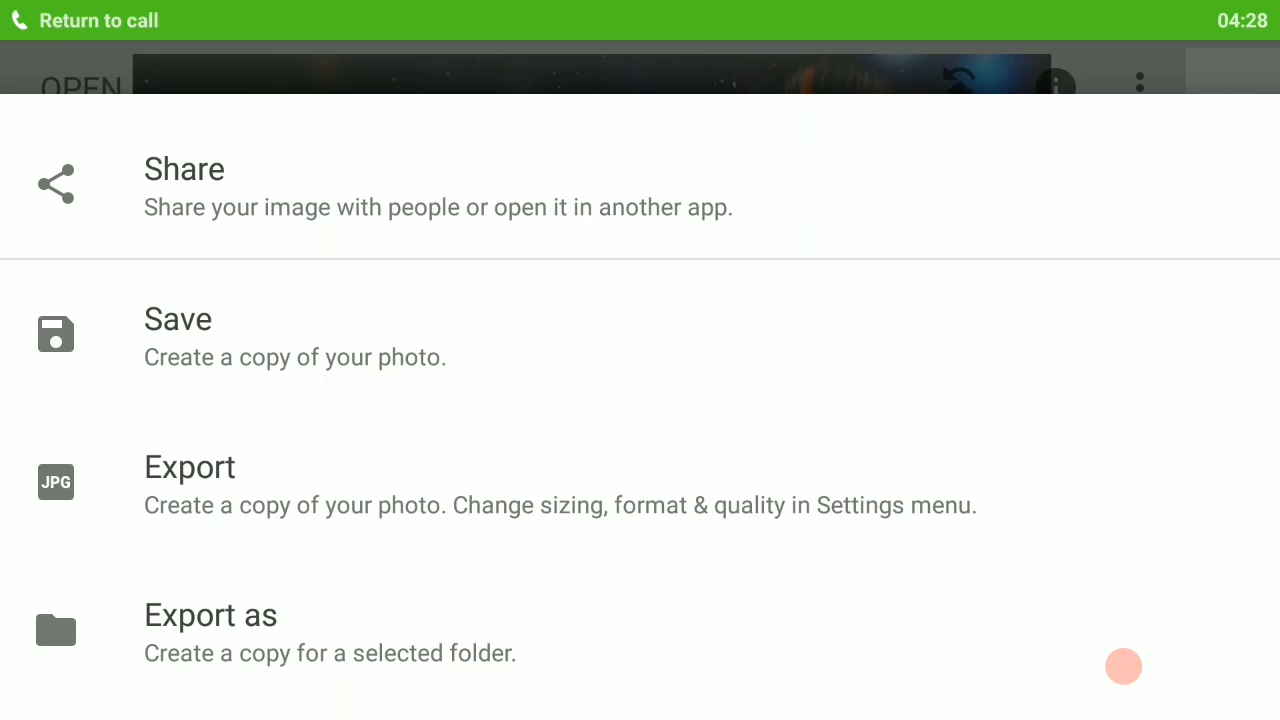 Return to call
04:28
OPEN
Share
Share your image with people or open it in another app.
Save
Create a copy of your photo.
JPG
Export
Create a copy of your photo. Change sizing, format & quality in Settings menu.
Export as
Create a copy for a selected folder.